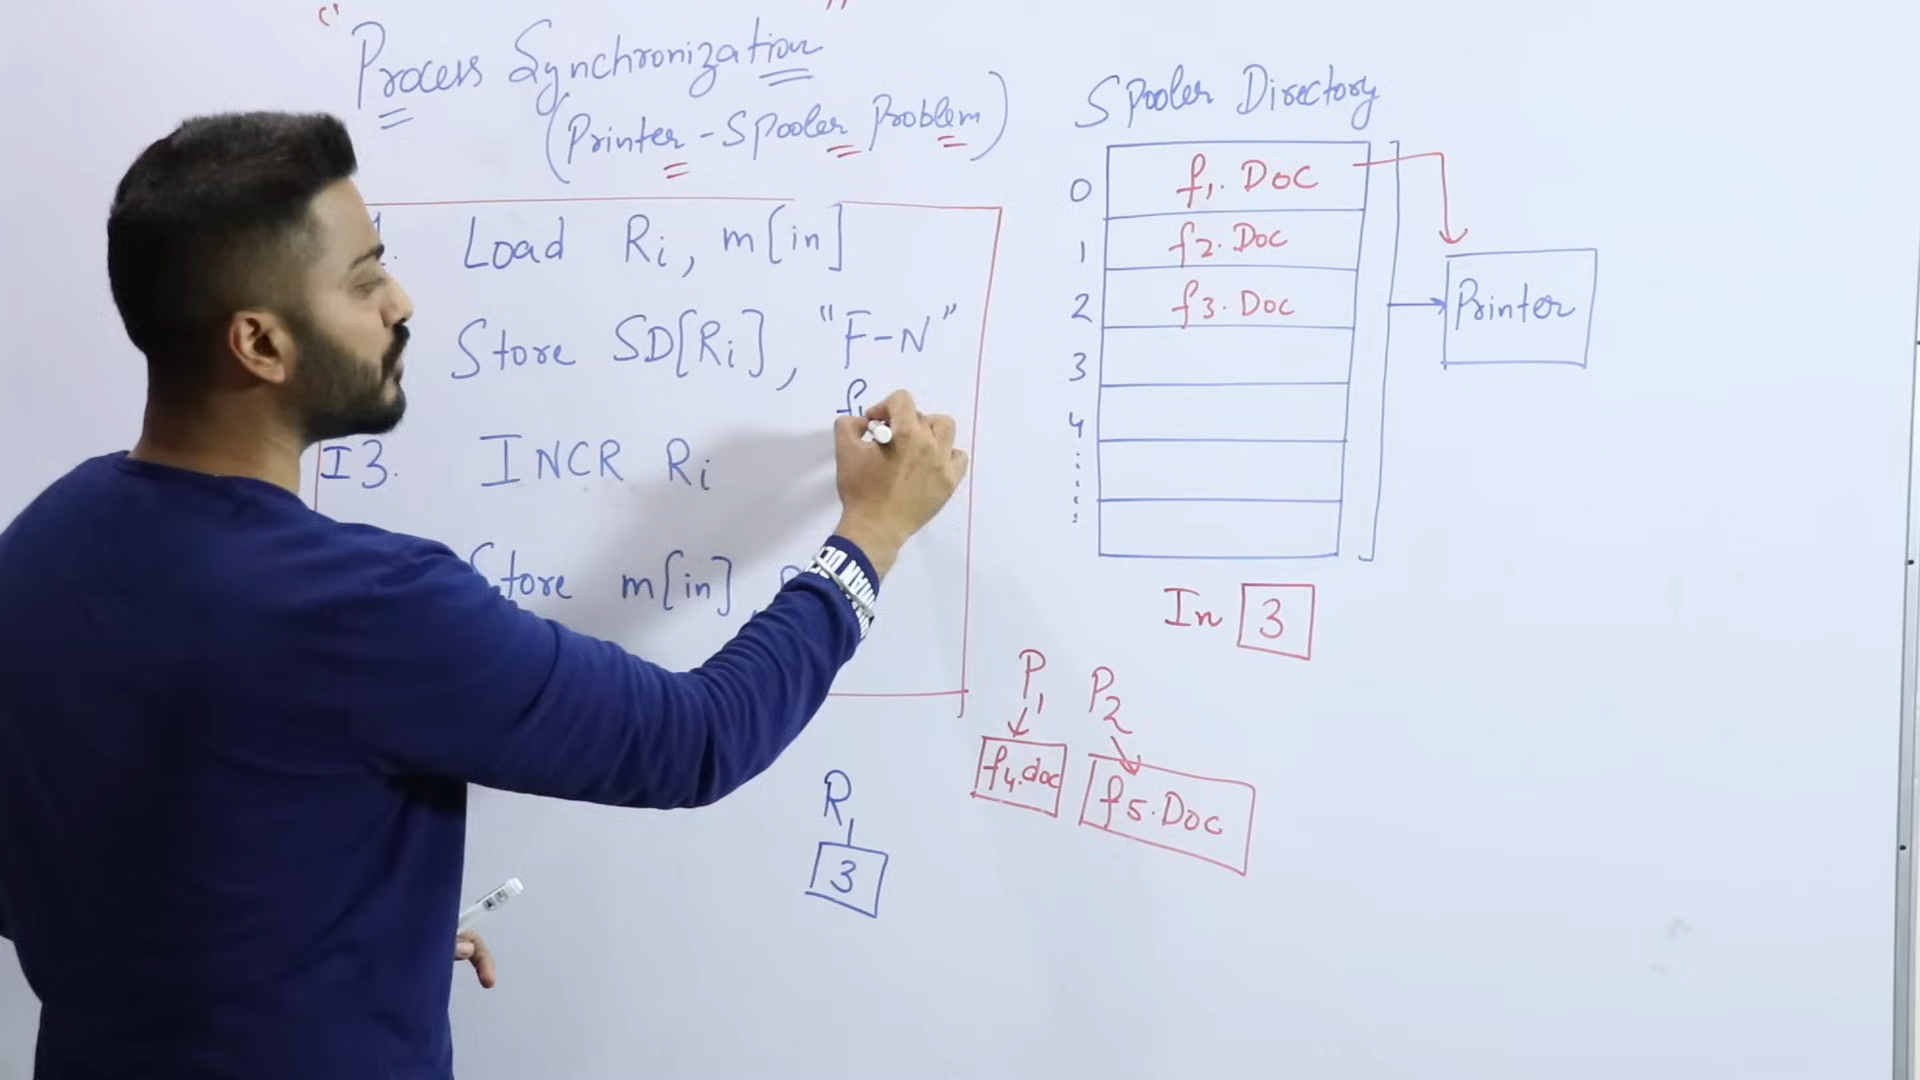 "Process Synchronization"
(Printer-Spooler Problem)
Load Ri, m[in]
Store SD[Ri], "F-N"
I3. INCR Ri
Store m[in],
R1
3
Spooler Directory
0 f1.Doc
1 f2.Doc
2 f3.Doc
3
4
Printer
In 3
P1 P2
f4.doc f5.Doc